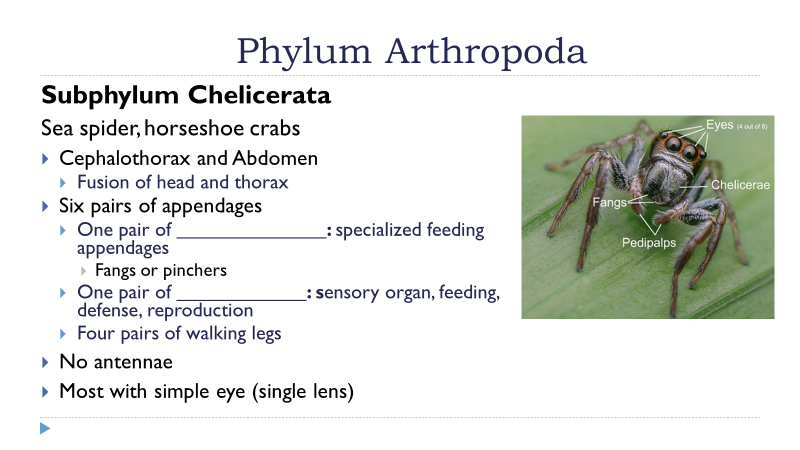 Phylum Arthropoda
Subphylum Chelicerata
Sea spider, horseshoe crabs
Cephalothorax and Abdomen
Fusion of head and thorax
Six pairs of appendages
One pair of _______________: specialized feeding
appendages
Fangs or pinchers
One pair of _____________: sensory organ, feeding,
defense, reproduction
Four pairs of walking legs
No antennae
Most with simple eye (single lens)
Eyes (4 out of 8)
Chelicerae
Fangs
Pedipalps